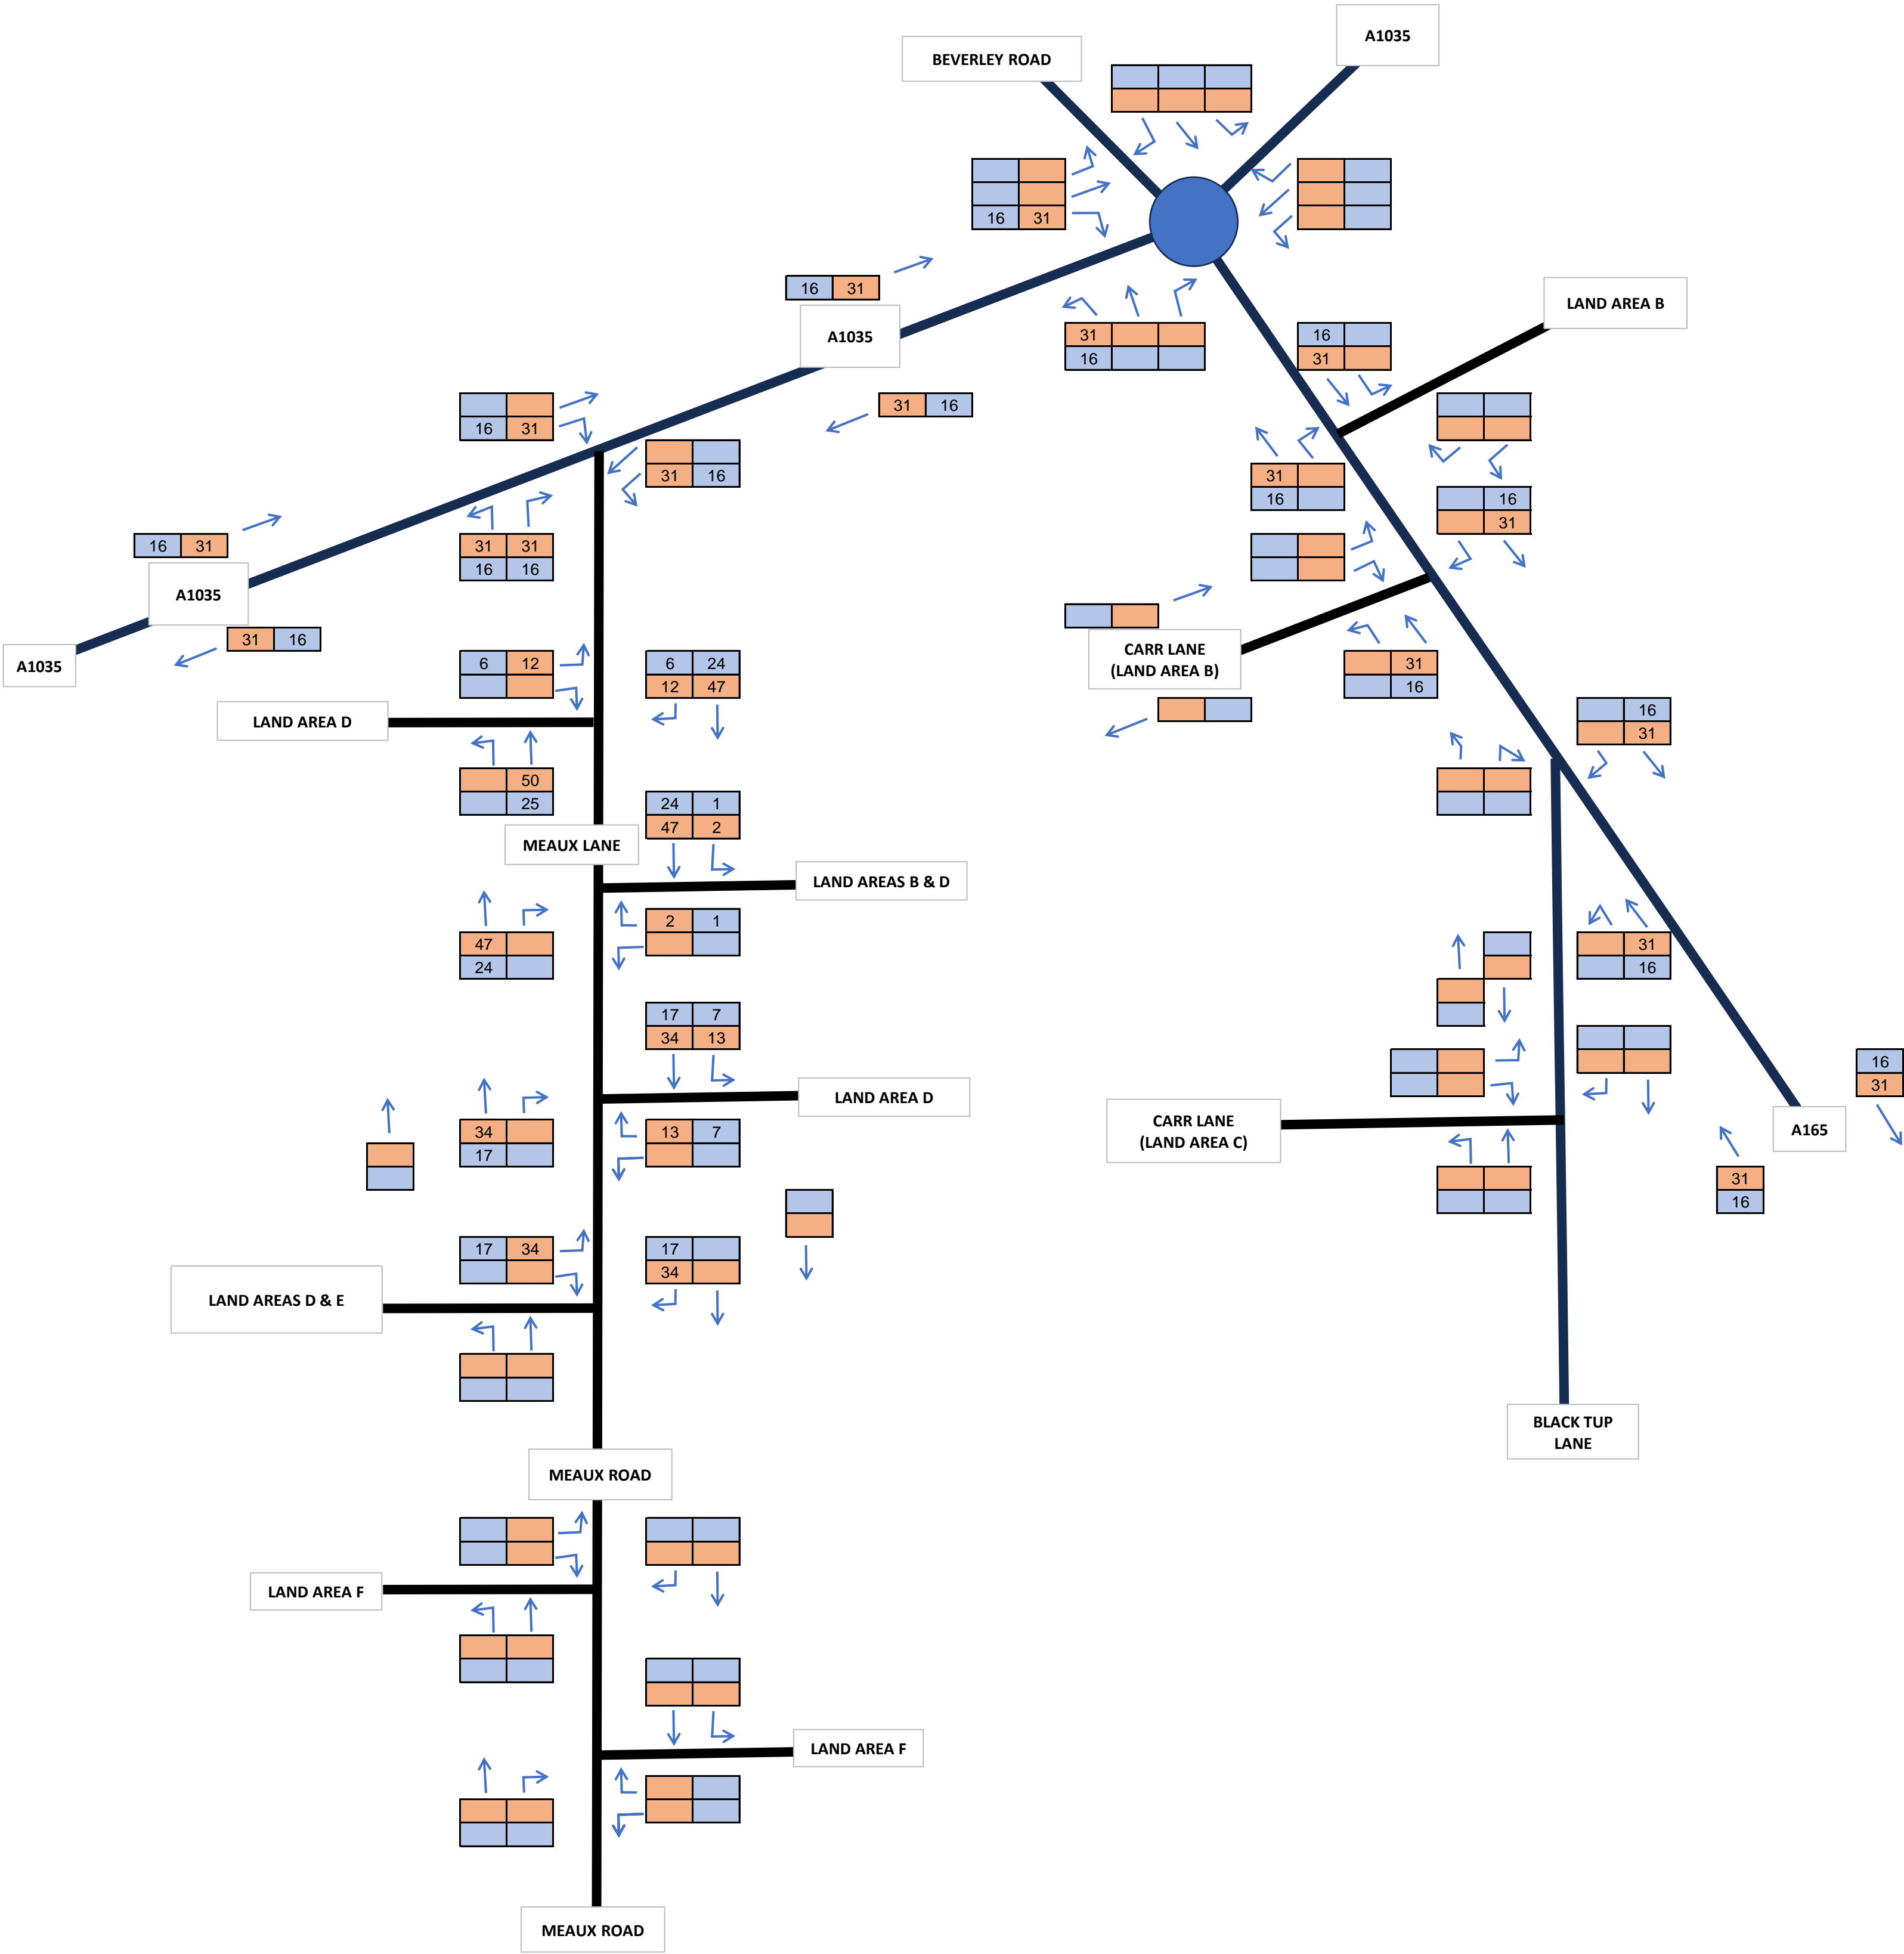 A1035
BEVERLEY ROAD
16 31
LAND AREA B
16 31
A1035
31
16
16
31
31 16
16 31
31 16
31
16
16
31
16 31
31 31
16 16
A1035
31 16
A1035
CARR LANE
(LAND AREA B)
6 12
6 24
12 47
31
16
LAND AREA D
16
31
50
25
24 1
47 2
MEAUX LANE
LAND AREAS B & D
2 1
47
24
31
16
17 7
34 13
LAND AREA D
16
31
34
17
13 7
CARR LANE
(LAND AREA C)
A165
31
16
17 34
17
34
LAND AREAS D & E
BLACK TUP
LANE
MEAUX ROAD
LAND AREA F
LAND AREA F
MEAUX ROAD